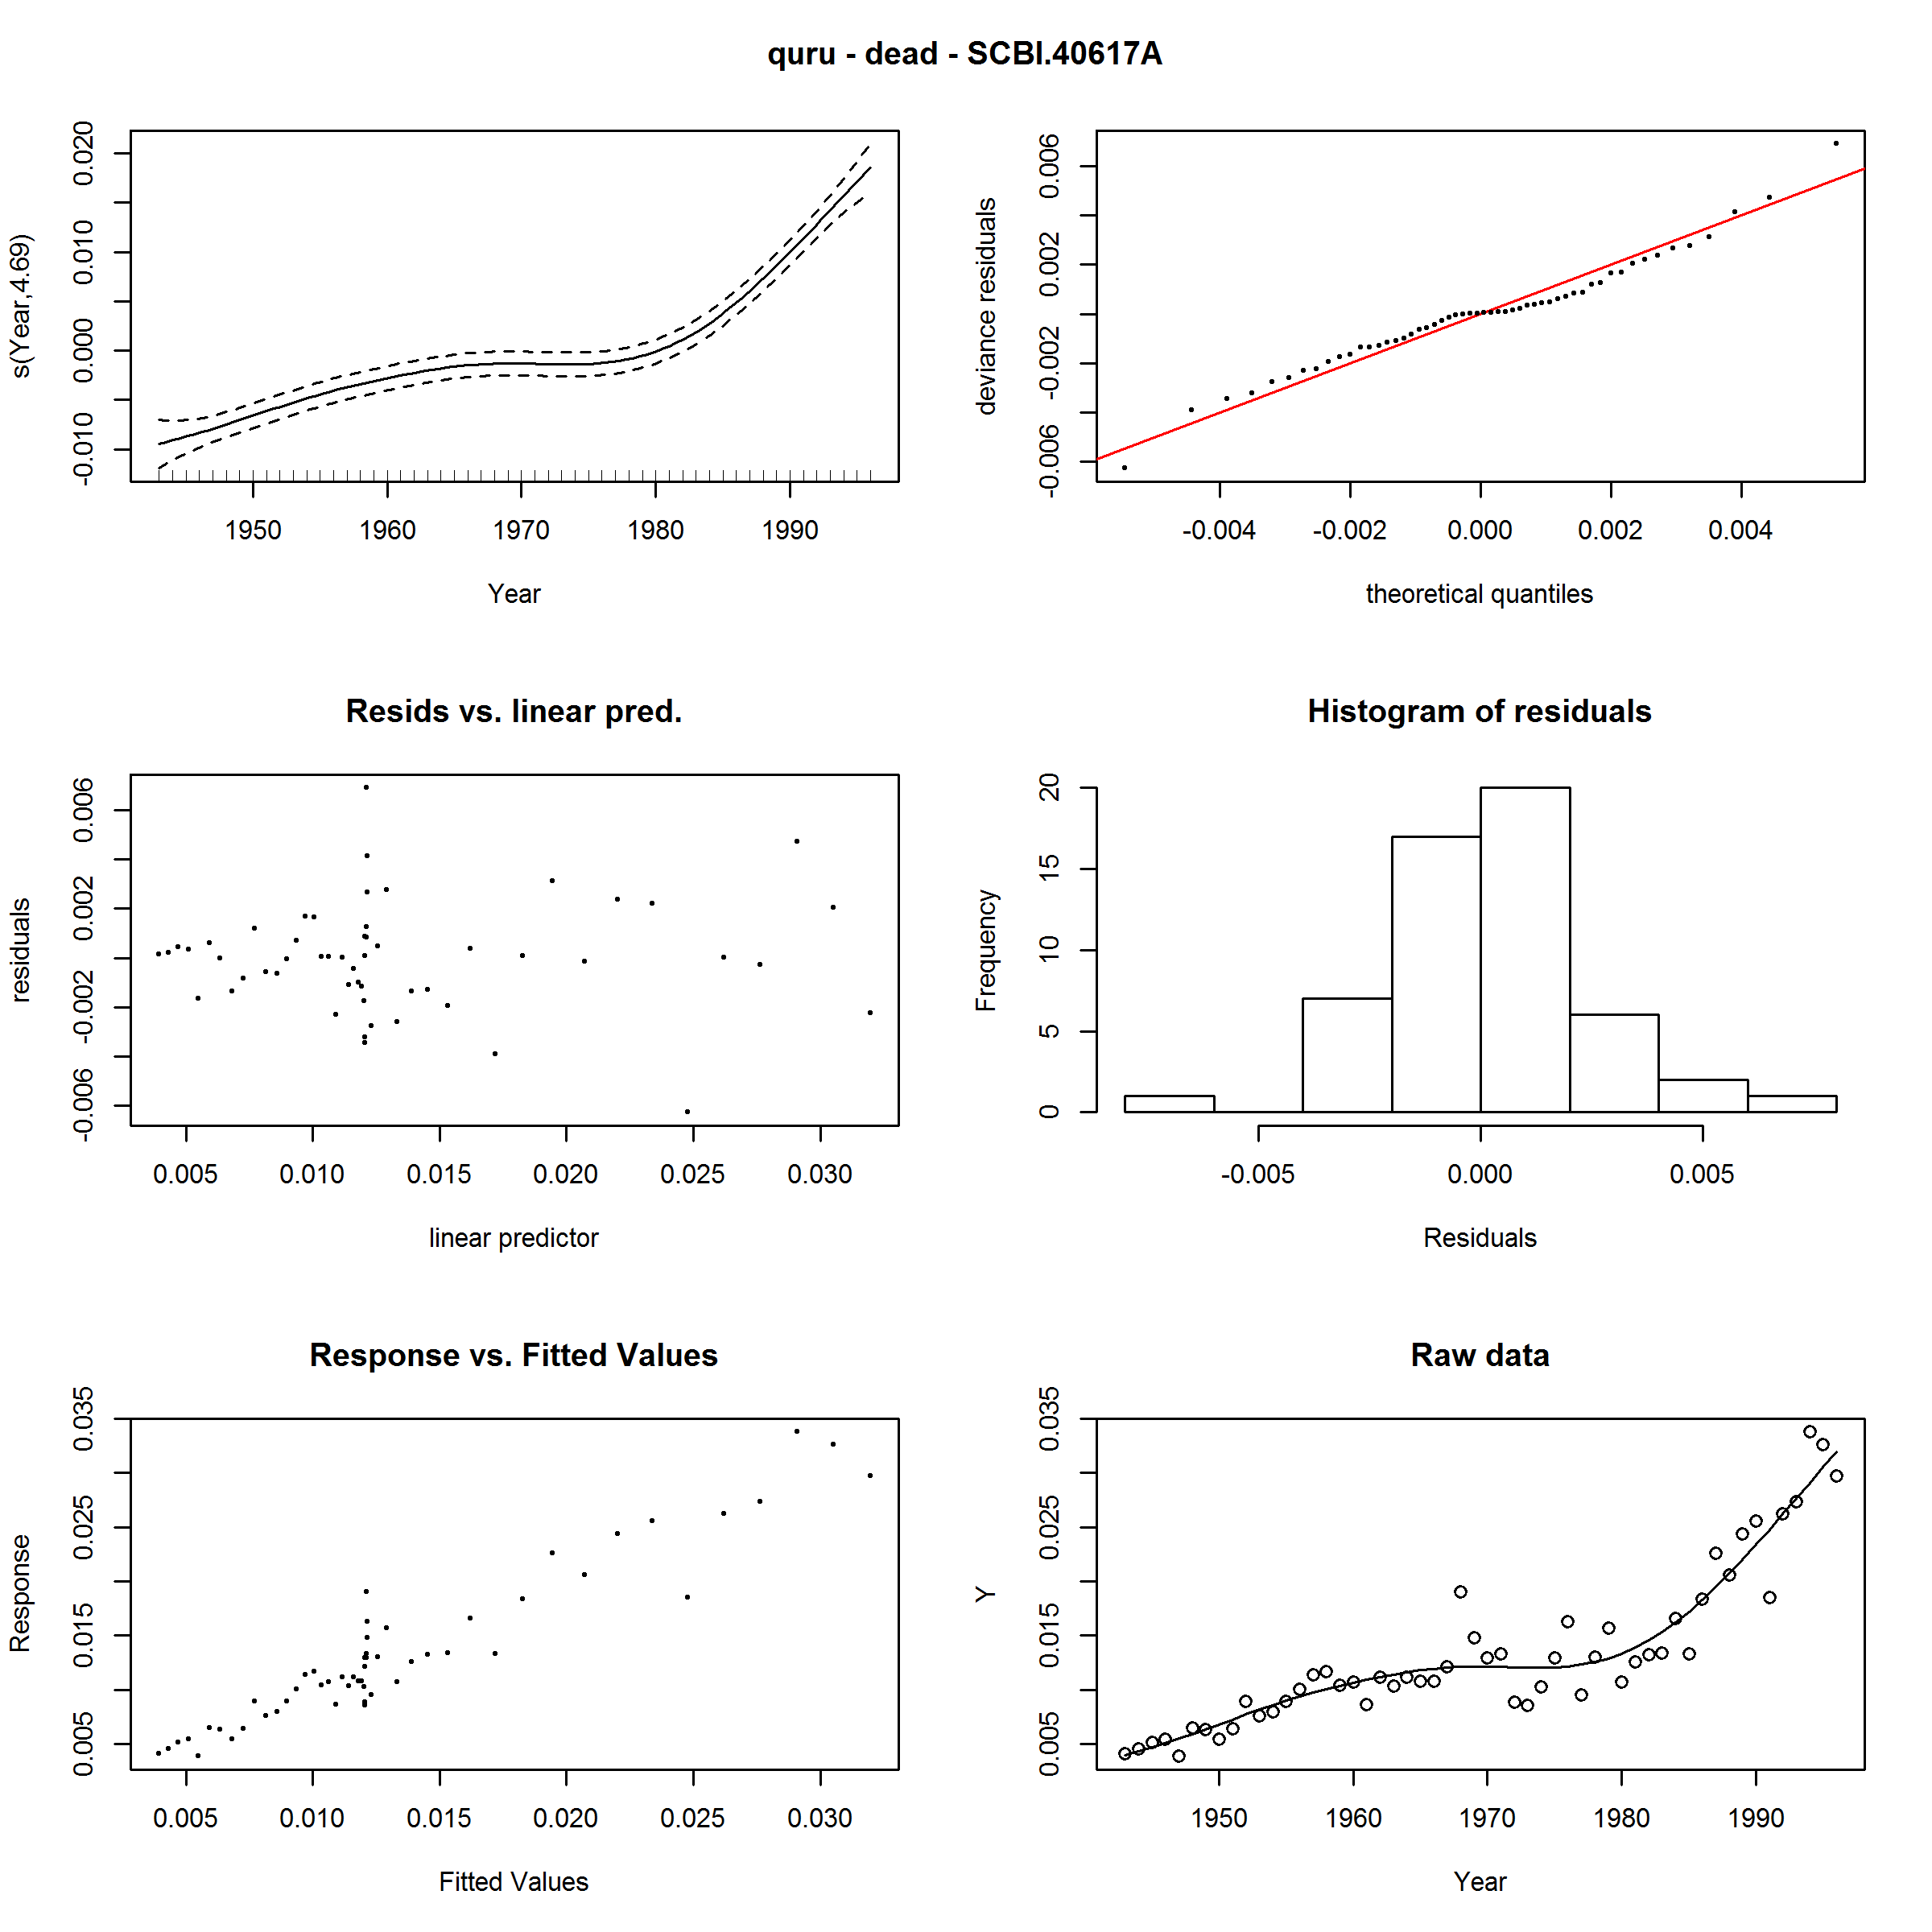 quru - dead - SCBI.40617A
s(Year,4.69)
-0.010 0.000 0.010 0.020
1950 1960 1970 1980 1990
Year
deviance residuals
-0.006 -0.002 0.002 0.006
-0.004 -0.002 0.000 0.002 0.004
theoretical quantiles
Resids vs. linear pred.
residuals
-0.006 -0.002 0.002 0.006
0.005 0.010 0.015 0.020 0.025 0.030
linear predictor
Histogram of residuals
Frequency
0 5 10 15 20
-0.005 0.000 0.005
Residuals
Response vs. Fitted Values
Response
0.005 0.015 0.025 0.035
0.005 0.010 0.015 0.020 0.025 0.030
Fitted Values
Raw data
Y
0.005 0.015 0.025 0.035
1950 1960 1970 1980 1990
Year